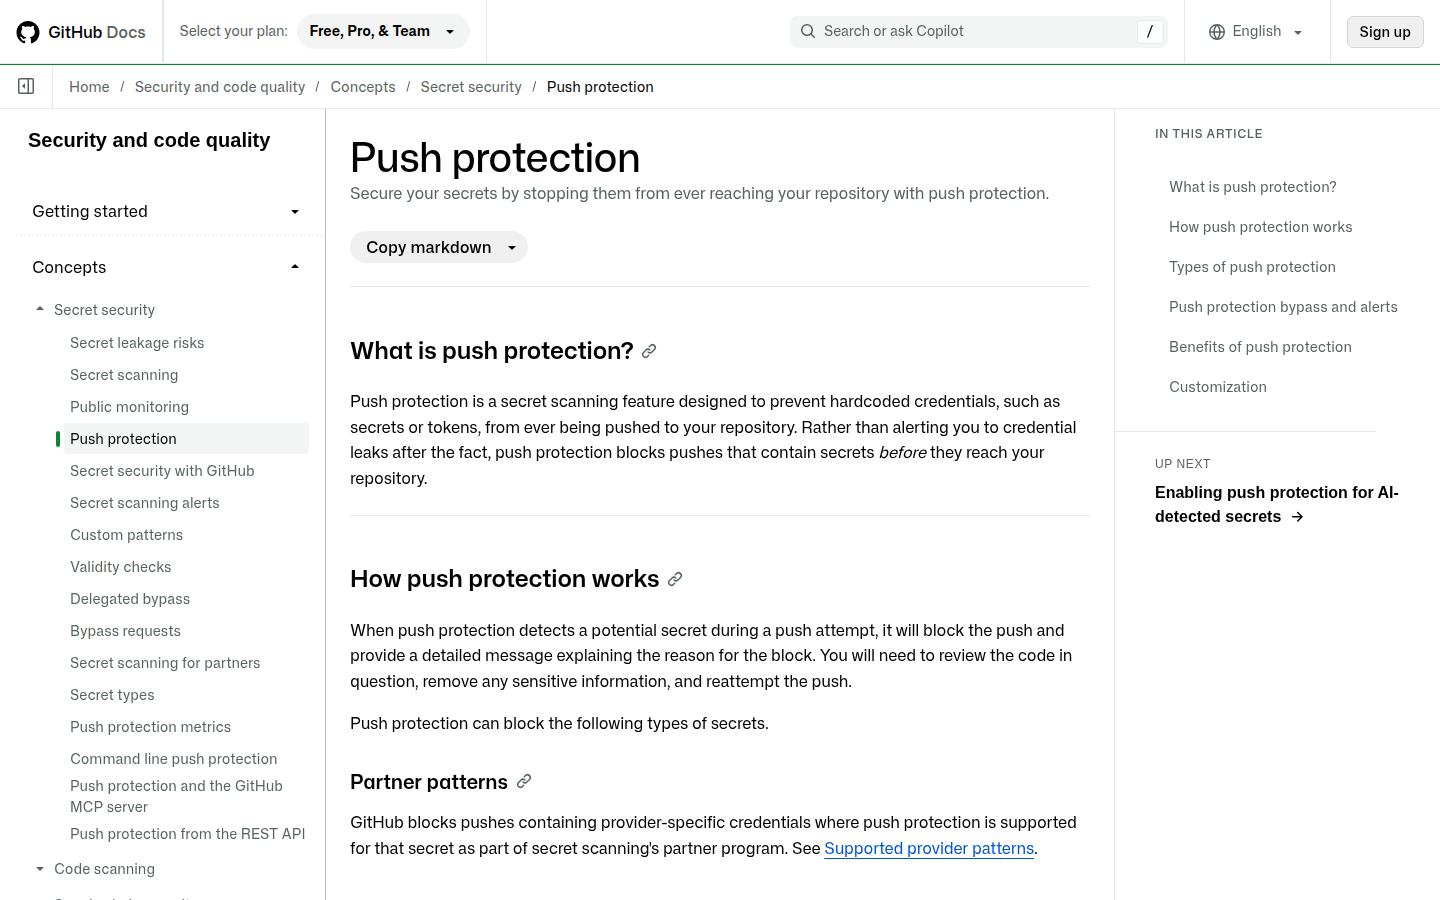 GitHub Docs
Select your plan: Free, Pro, & Team
Search or ask Copilot /
English
Sign up
Home / Security and code quality / Concepts / Secret security / Push protection
Security and code quality
Getting started
Concepts
Secret security
Secret leakage risks
Secret scanning
Public monitoring
Push protection
Secret security with GitHub
Secret scanning alerts
Custom patterns
Validity checks
Delegated bypass
Bypass requests
Secret scanning for partners
Secret types
Push protection metrics
Command line push protection
Push protection and the GitHub
MCP server
Push protection from the REST API
Code scanning
Push protection
Secure your secrets by stopping them from ever reaching your repository with push protection.
Copy markdown
What is push protection?
Push protection is a secret scanning feature designed to prevent hardcoded credentials, such as
secrets or tokens, from ever being pushed to your repository. Rather than alerting you to credential
leaks after the fact, push protection blocks pushes that contain secrets before they reach your
repository.
How push protection works
When push protection detects a potential secret during a push attempt, it will block the push and
provide a detailed message explaining the reason for the block. You will need to review the code in
question, remove any sensitive information, and reattempt the push.
Push protection can block the following types of secrets.
Partner patterns
GitHub blocks pushes containing provider-specific credentials where push protection is supported
for that secret as part of secret scanning's partner program. See Supported provider patterns.
IN THIS ARTICLE
What is push protection?
How push protection works
Types of push protection
Push protection bypass and alerts
Benefits of push protection
Customization
UP NEXT
Enabling push protection for AI-
detected secrets →